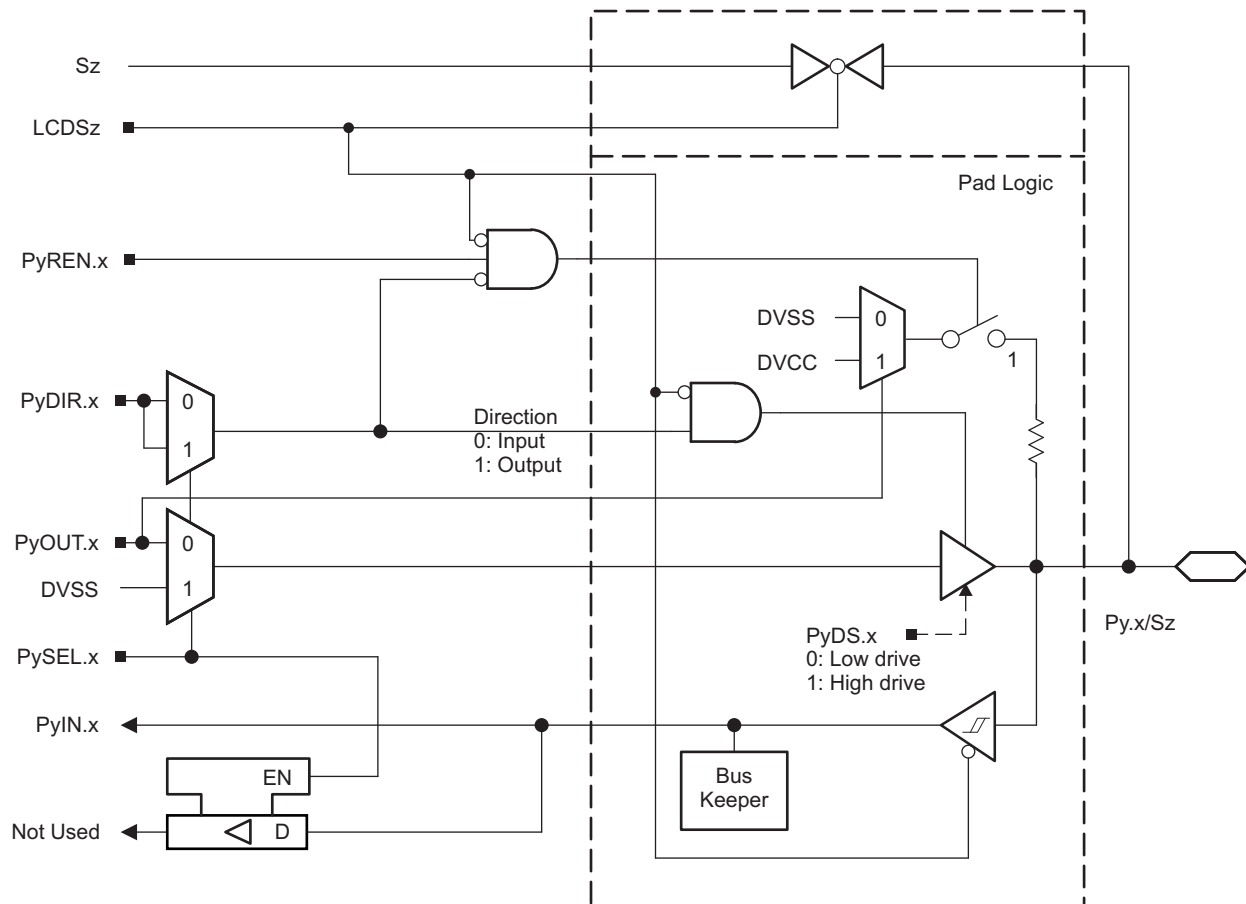 Sz
LCDSz
Pad Logic
PyREN.x
DVSS
0
DVCC
1
1
PyDIR.x
0
1
Direction
0: Input
1: Output
PyOUT.x
0
DVSS
1
PySEL.x
PyDS.x
0: Low drive
1: High drive
Py.x/Sz
PyIN.x
EN
Bus
Keeper
Not Used
D